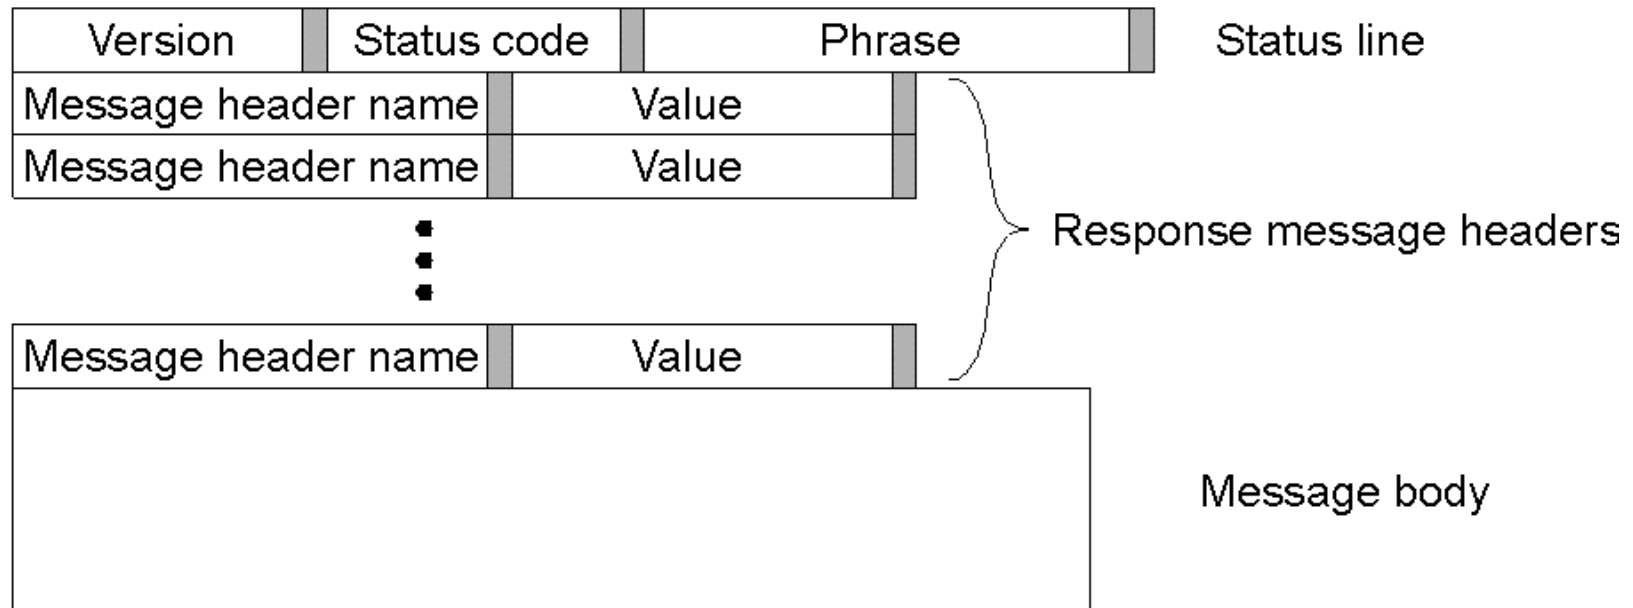 Version Status code Phrase Status line
Message header name Value
Message header name Value
Response message headers
Message header name Value
Message body